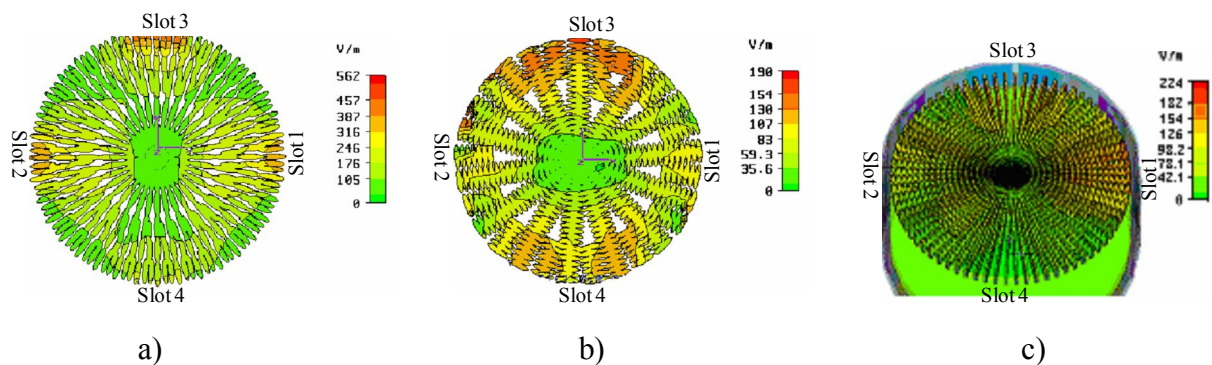 Slot 3
V/m
562
457
387
316
246
176
105
0
Slot 2
Slot 1
Slot 4
a)
Slot 3
V/m
190
154
130
107
83
59.3
35.6
0
Slot 2
Slot 1
Slot 4
b)
Slot 3
V/m
224
182
154
126
98.2
70.1
42.1
0
Slot 2
Slot 1
Slot 4
c)